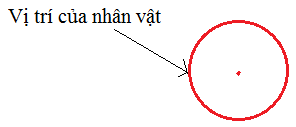 Vị trí của nhân vật